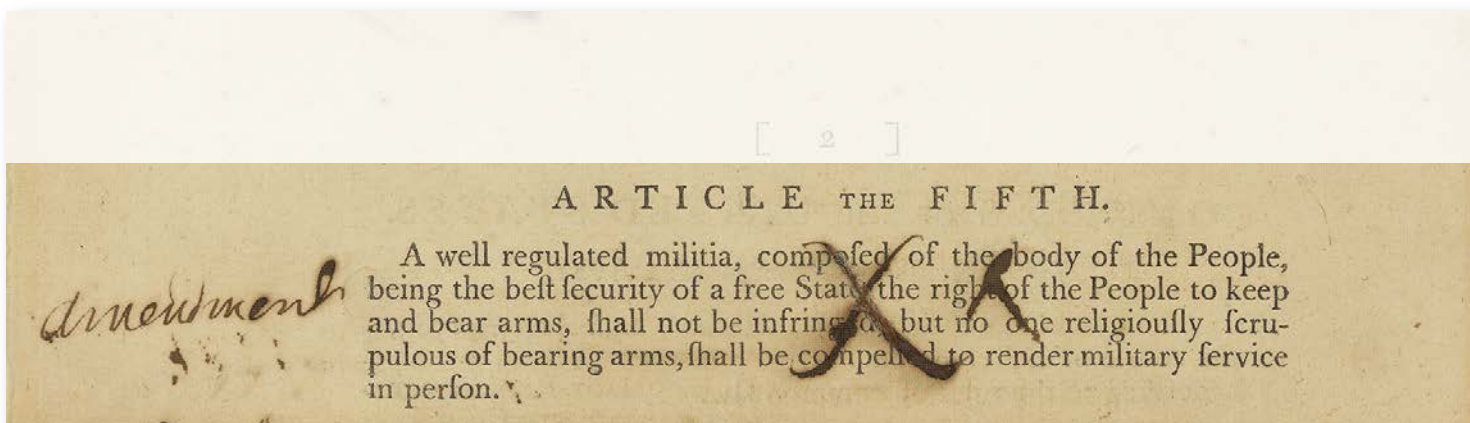 [ 2 ]
ARTICLE THE FIFTH.
A well regulated militia, compoſed of the body of the People,
amendment
being the beſt ſecurity of a free State, the right of the People to keep
and bear arms, ſhall not be infringed, but no one religiouſly ſcru-
pulous of bearing arms, ſhall be compelled to render military ſervice
in perſon.